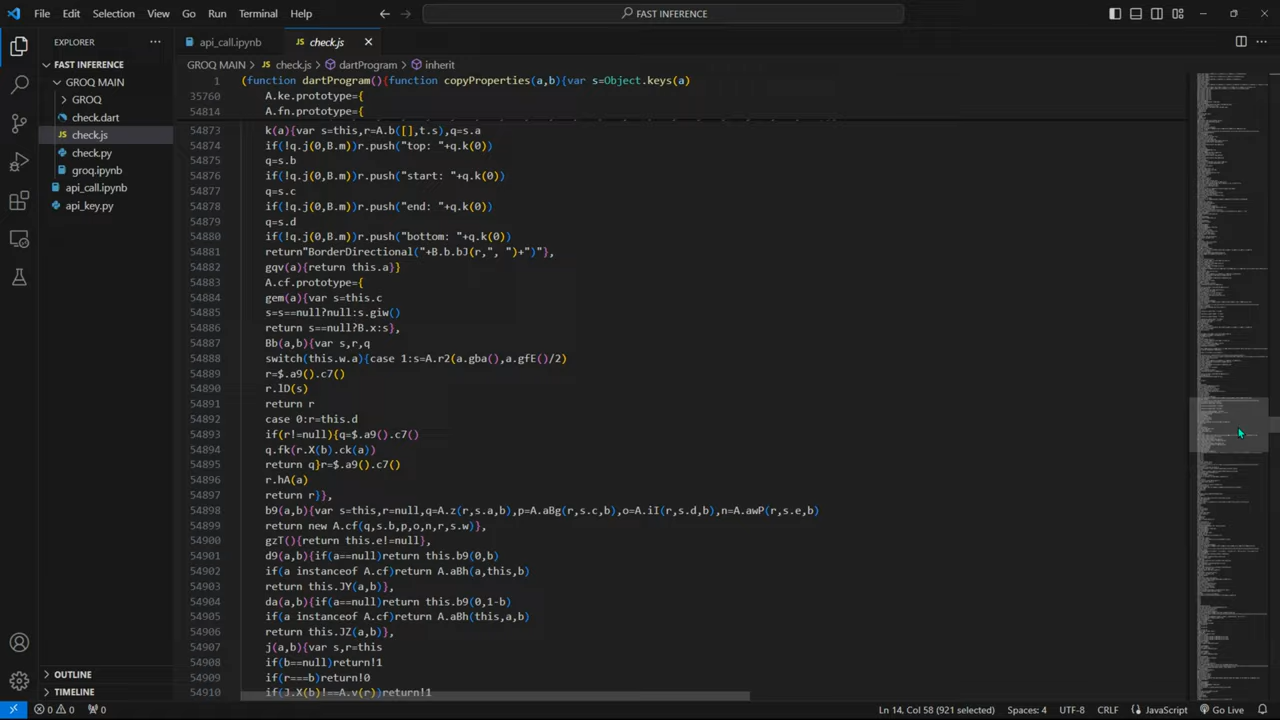 File Edit Selection View Go Run Terminal Help
FAST INFERENCE
EXPLORER
FAST INFERENCE
GROQ MAIN
GROQ
check.dart
JS check.js
check.py
groq.ipynb
api_call.ipynb
api_key.py
OUTLINE
TIMELINE
api_call.ipynb
JS check.js
GROQ MAIN > JS check.js > dartProgram > inherit
1 (function dartProgram(){function copyProperties(a,b){var s=Object.keys(a)
35760 A.ke.prototype={
54814 A.fn.prototype={
54873 k(a){var s=this,r=A.b([],t.s),q=s.a
54874 if(!q.j(0,B.m))r.push("top: "+q.k(0))
54875 q=s.b
54876 if(!q.j(0,B.m))r.push("start: "+q.k(0))
54877 q=s.c
54878 if(!q.j(0,B.m))r.push("end: "+q.k(0))
54879 q=s.d
54880 if(!q.j(0,B.m))r.push("bottom: "+q.k(0))
54881 return"BorderDirectional("+B.b.bJ(r,", ")+")"},
54882 gqv(a){return this.a}}
54883 A.cf.prototype={
54884 gem(a){var s=this.c
54885 s=s==null?null:s.giw()
54886 return s==null?B.x:s},
54887 Bb(a,b){var s,r,q
54888 switch(this.w.a){case 1:s=A.r2(a.gba(),a.gfE()/2)
54889 r=$.a9().c7()
54890 r.lD(s)
54891 return r
54892 case 0:r=this.d
54893 if(r!=null){q=$.a9().c7()
54894 q.fk(r.X(b).ck(a))
54895 return q}r=$.a9().c7()
54896 r.hA(a)
54897 return r}},
54898 b9(a,b){var s=this,r=null,q=A.z(r,s.a,b),p=A.aBg(r,s.c,b),o=A.iI(r,s.d,b),n=A.awP(r,s.e,b)
54899 return new A.cf(q,s.b,p,o,n,r,s.w)},
54900 gzT(){return this.e!=null},
54901 d9(a,b){if(a==null)return this.b9(0,b)
54902 if(a instanceof A.cf)return A.aBh(a,this,b)
54903 return this.JY(a,b)},
54904 da(a,b){if(a==null)return this.b9(0,1-b)
54905 if(a instanceof A.cf)return A.aBh(this,a,b)
54906 return this.JZ(a,b)},
54907 j(a,b){var s,r=this
54908 if(b==null)return!1
54909 if(r===b)return!0
54910 if(J.X(b)!==A.v(r))return!1
0 0 0
Ln 14, Col 58 (921 selected) Spaces: 4 UTF-8 CRLF JavaScript Go Live